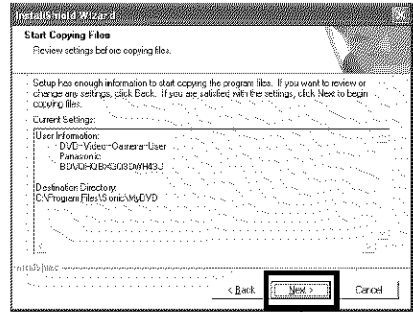 InstallShield Wizard
Start Copying Files
Review settings before copying files.
Setup has enough information to start copying the program files. If you want to review or
change any settings, click Back. If you are satisfied with the settings, click Next to begin
copying files.
Current Settings:
User Information:
DVD-Video-Camera-User
Panasonic
Destination Directory:
C:\Program Files\Sonic\MyDVD
InstallShield
< Back
Next >
Cancel